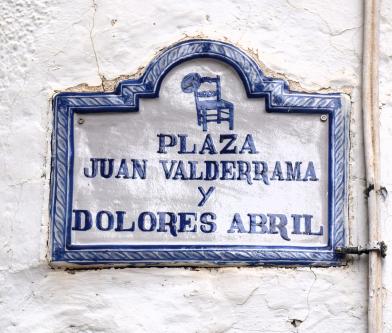 PLAZA
JUAN VALDERRAMA
Y
DOLORES ABRIL